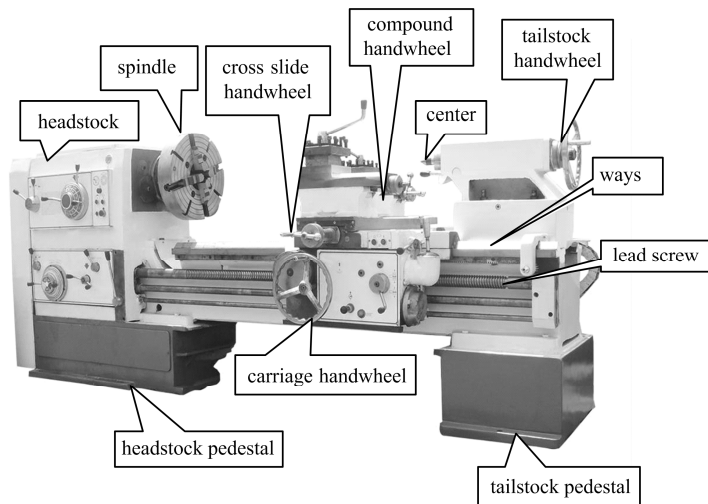 compound
handwheel
tailstock
handwheel
spindle
cross slide
handwheel
headstock
center
ways
lead screw
carriage handwheel
headstock pedestal
tailstock pedestal